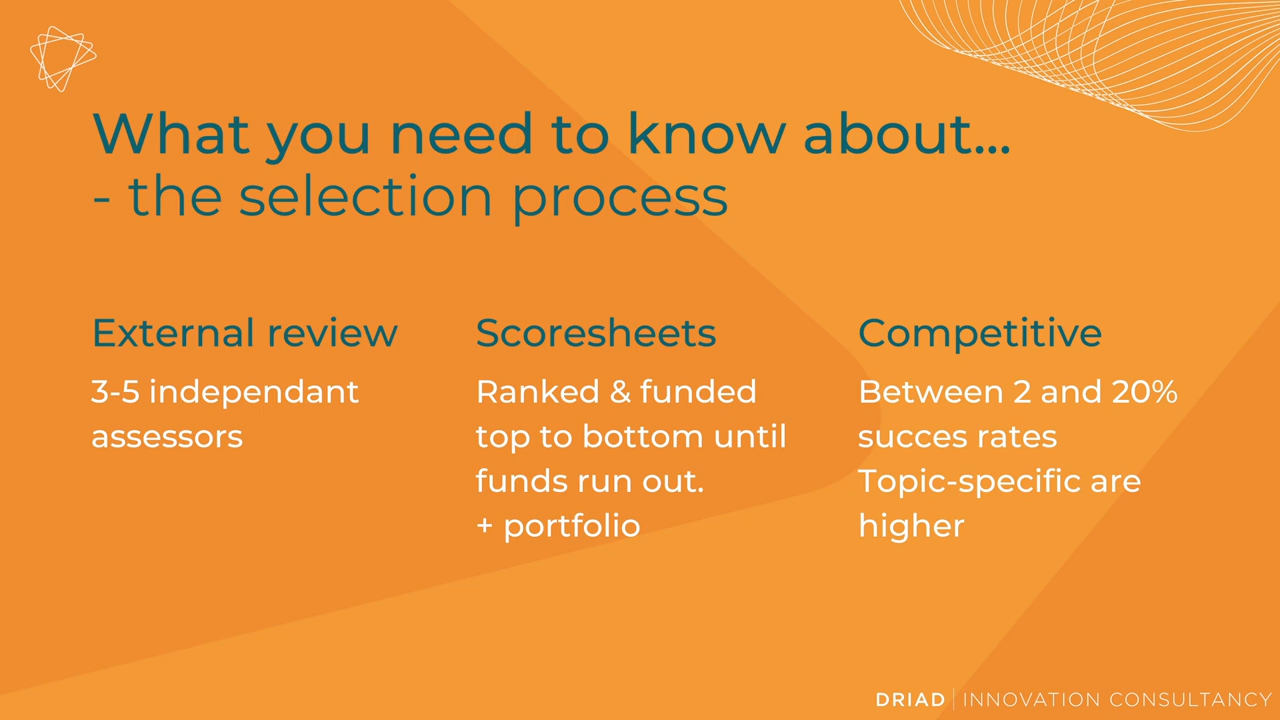 What you need to know about...
- the selection process
External review
3-5 independant
assessors
Scoresheets
Ranked & funded
top to bottom until
funds run out.
+ portfolio
Competitive
Between 2 and 20%
succes rates
Topic-specific are
higher
DRIAD | INNOVATION CONSULTANCY